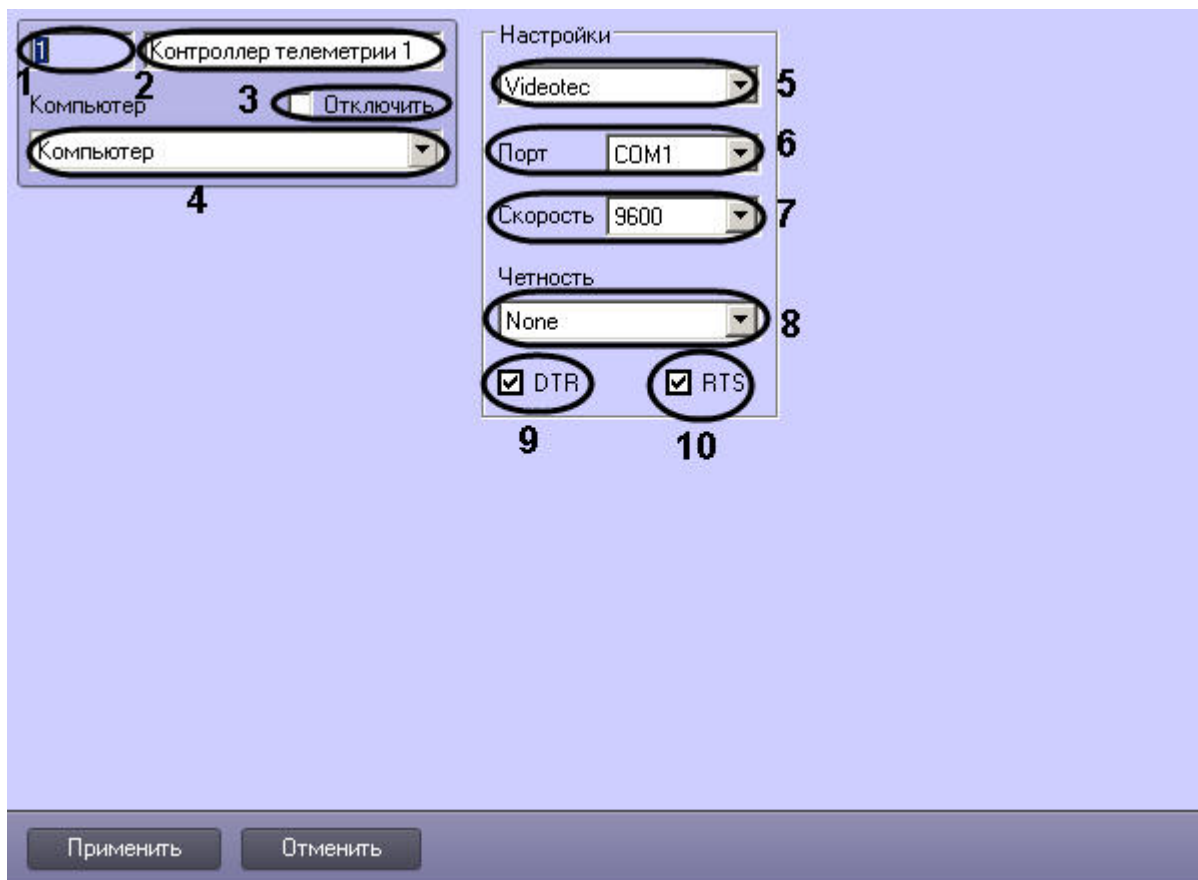 1 Контроллер телеметрии 1
1 2
Компьютер 3 Отключить
Компьютер
4
Настройки
Videotec 5
Порт COM1 6
Скорость 9600 7
Четность
None 8
DTR RTS
9 10
Применить Отменить